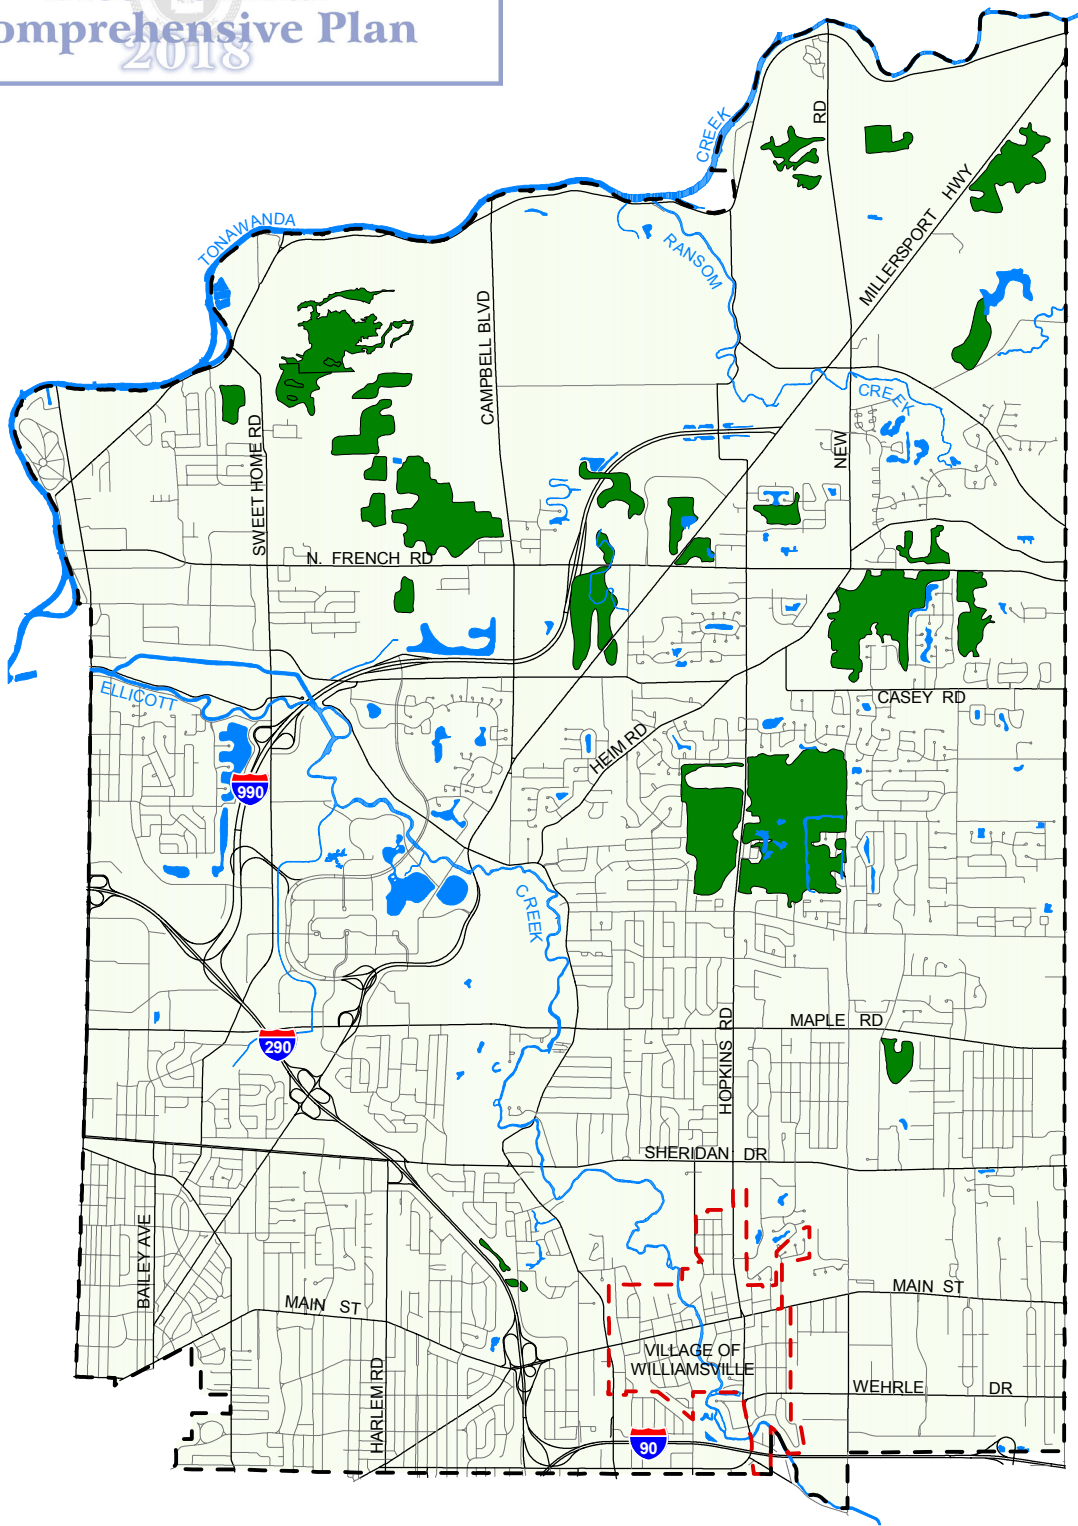 omprehensive Plan
2018
CREEK
RD
TONAWANDA
RANSOM
MILLERSPORT HWY
CAMPBELL BLVD
CREEK
SWEET HOME RD
NEW
N. FRENCH RD
ELLICOTT
CASEY RD
HEIM RD
990
CREEK
HOPKINS RD
MAPLE RD
290
SHERIDAN DR
BAILEY AVE
MAIN ST
MAIN ST
VILLAGE OF
WILLIAMSVILLE
HARLEM RD
WEHRLE DR
90